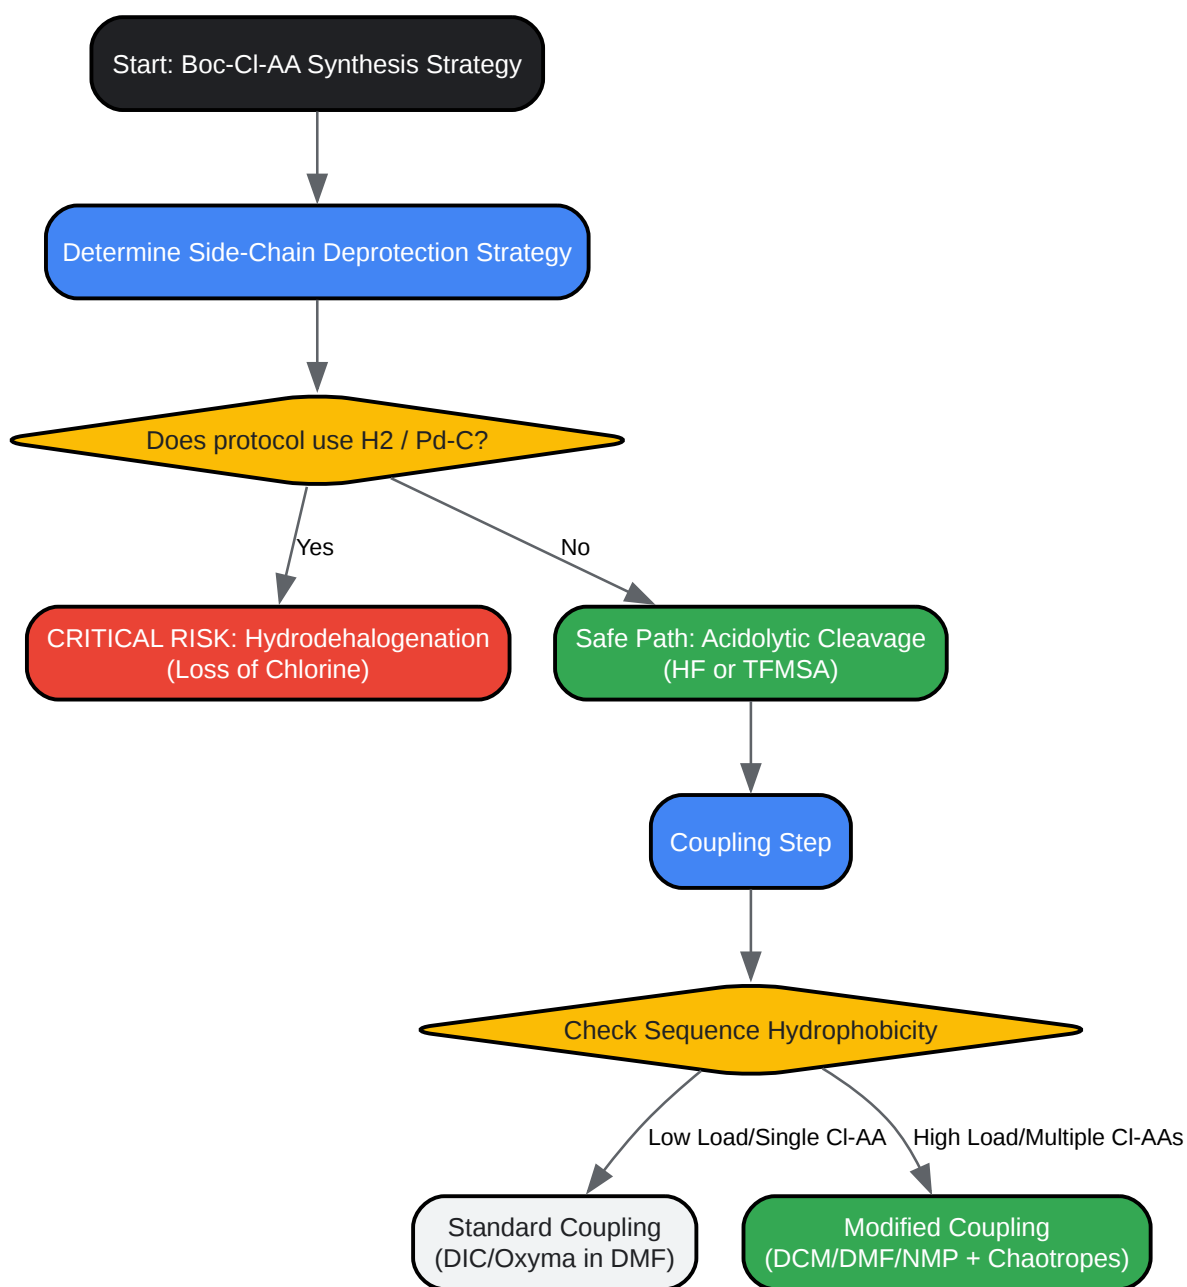 Start: Boc-Cl-AA Synthesis Strategy
Determine Side-Chain Deprotection Strategy
Does protocol use H2 / Pd-C?
Yes
No
CRITICAL RISK: Hydrodehalogenation
(Loss of Chlorine)
Safe Path: Acidolytic Cleavage
(HF or TFMSA)
Coupling Step
Check Sequence Hydrophobicity
Low Load/Single Cl-AA
High Load/Multiple Cl-AAs
Standard Coupling
(DIC/Oxyma in DMF)
Modified Coupling
(DCM/DMF/NMP + Chaotropes)